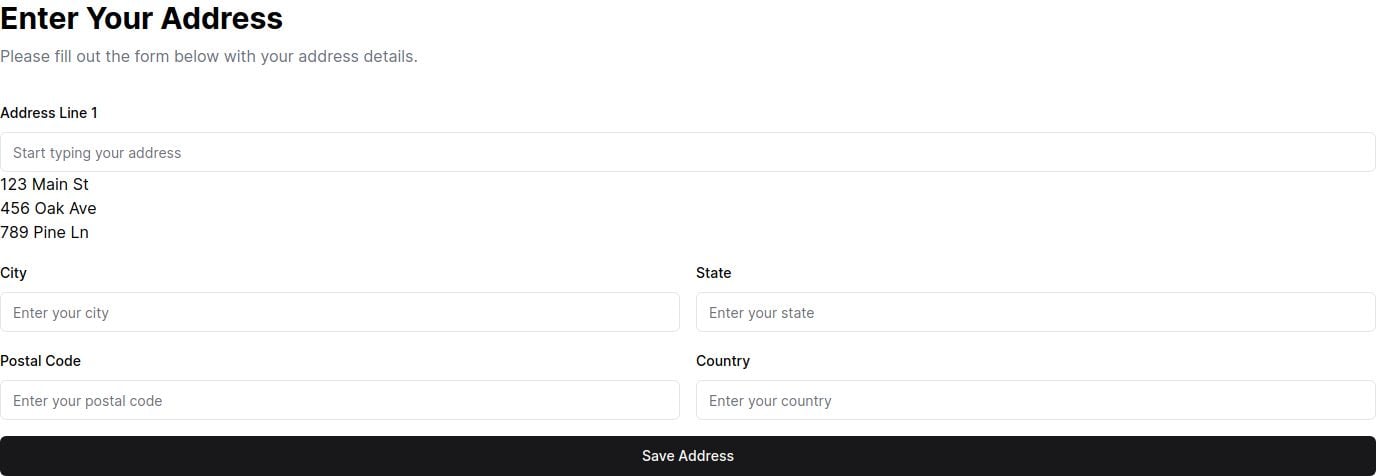 Enter Your Address
Please fill out the form below with your address details.
Address Line 1
Start typing your address
123 Main St
456 Oak Ave
789 Pine Ln
City
State
Enter your city
Enter your state
Postal Code
Country
Enter your postal code
Enter your country
Save Address